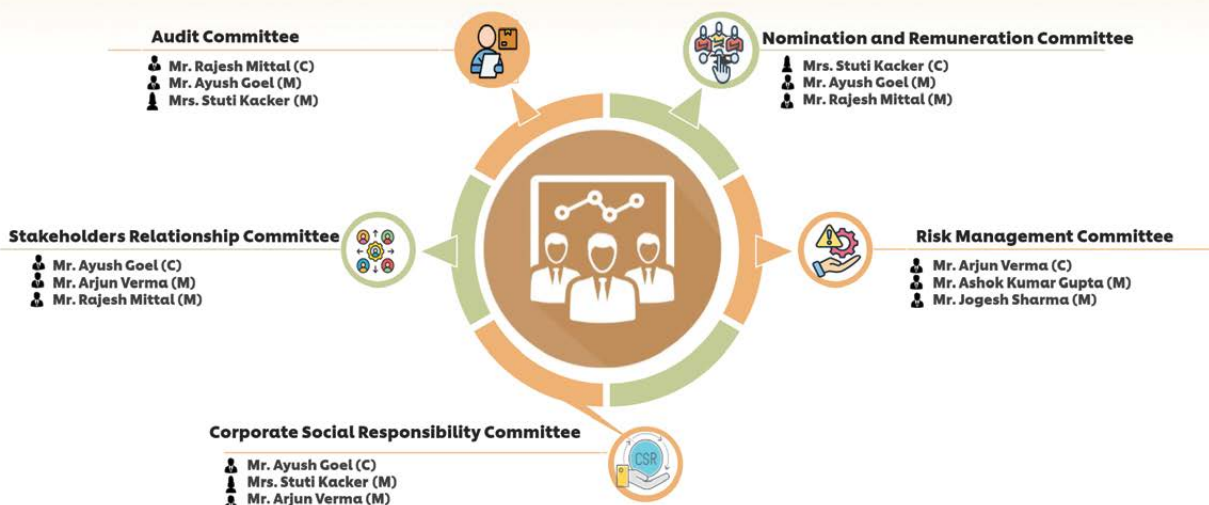 Audit Committee
Mr. Rajesh Mittal (C)
Mr. Ayush Goel (M)
Mrs. Stuti Kacker (M)
Nomination and Remuneration Committee
Mrs. Stuti Kacker (C)
Mr. Ayush Goel (M)
Mr. Rajesh Mittal (M)
Stakeholders Relationship Committee
Mr. Ayush Goel (C)
Mr. Arjun Verma (M)
Mr. Rajesh Mittal (M)
Risk Management Committee
Mr. Arjun Verma (C)
Mr. Ashok Kumar Gupta (M)
Mr. Jogesh Sharma (M)
Corporate Social Responsibility Committee
Mr. Ayush Goel (C)
Mrs. Stuti Kacker (M)
Mr. Arjun Verma (M)
CSR